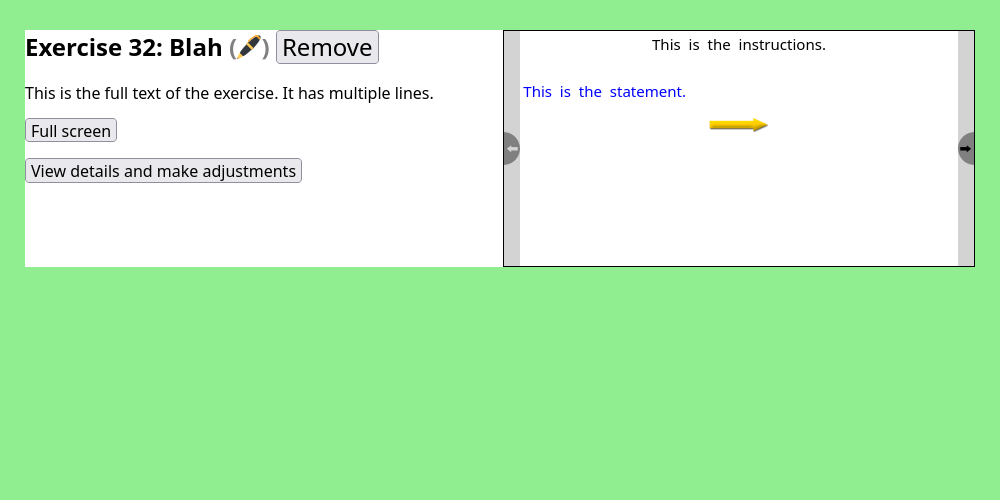 Exercise 32: Blah (🖋) Remove
This is the full text of the exercise. It has multiple lines.
Full screen
View details and make adjustments
This is the instructions.
This is the statement.